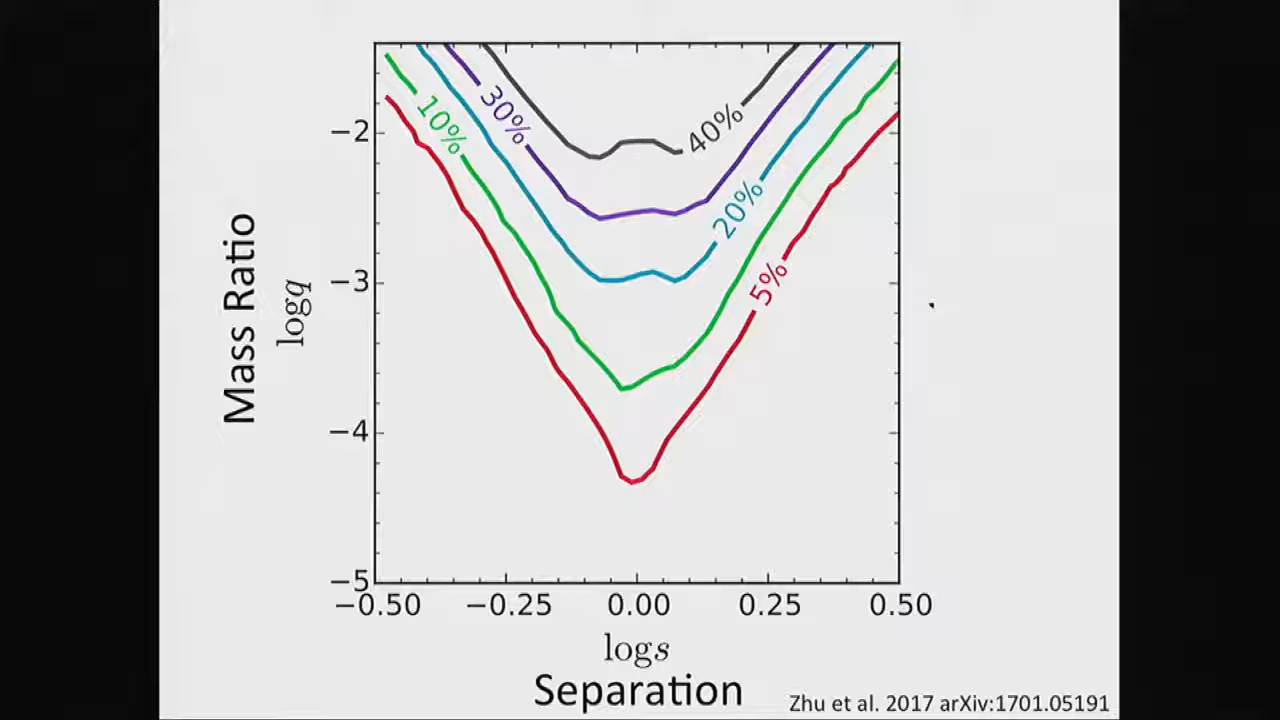 40%
30%
10%
20%
5%
−2
−3
−4
−5
−0.50 −0.25 0.00 0.25 0.50
Mass Ratio
logq
logs
Separation
Zhu et al. 2017 arXiv:1701.05191